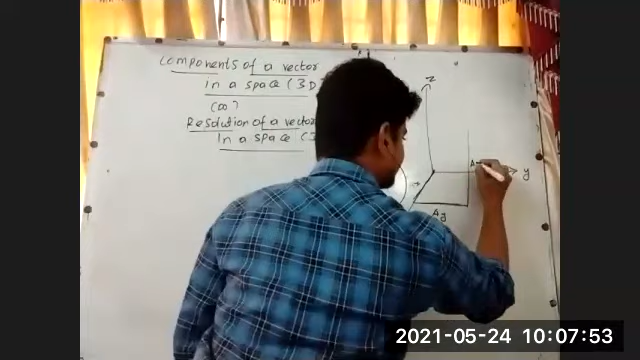 components of a vector
in a space (3D
(or)
Resolution of a vector
in a space (3
z
A
y
Ay
2021-05-24 10:07:53